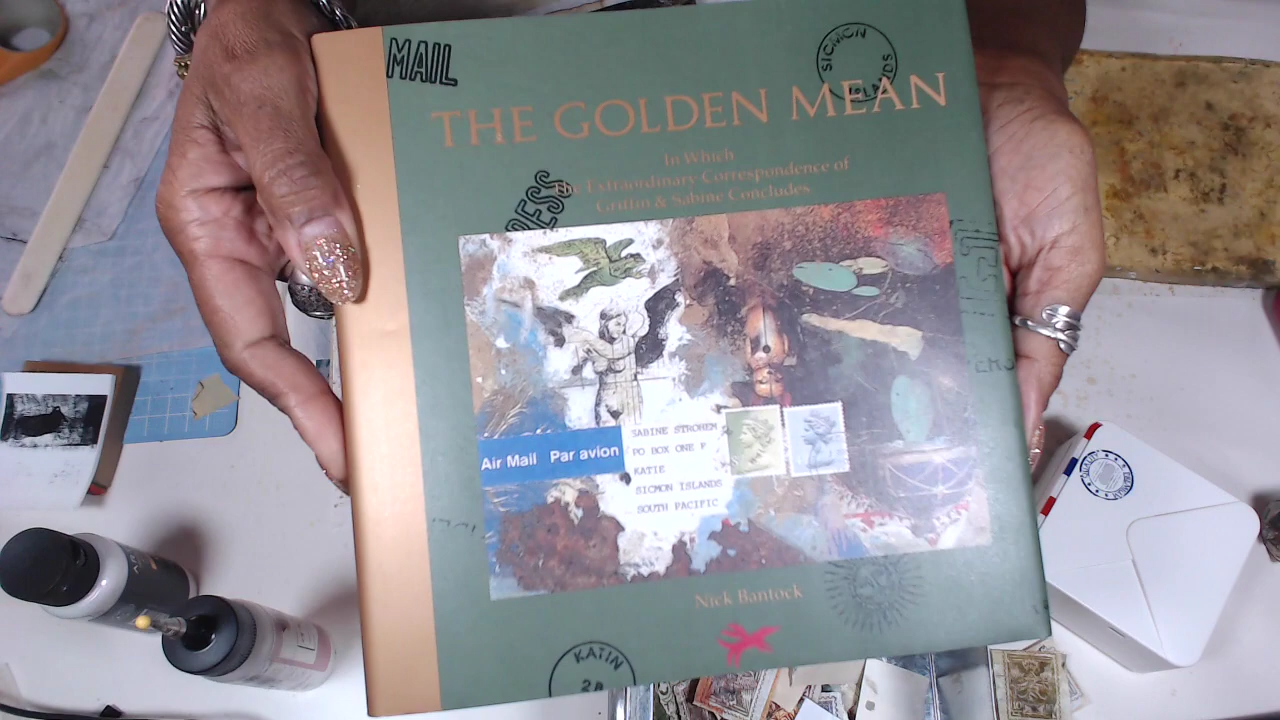 MAIL
SICMON
ISLANDS
THE GOLDEN MEAN
In Which
The Extraordinary Correspondence of
Griffin & Sabine Concludes
RESS
Air Mail Par avion
SABINE STROHEM
PO BOX ONE F
KATIE
SICMON ISLANDS
SOUTH PACIFIC
Nick Bantock
KATIN